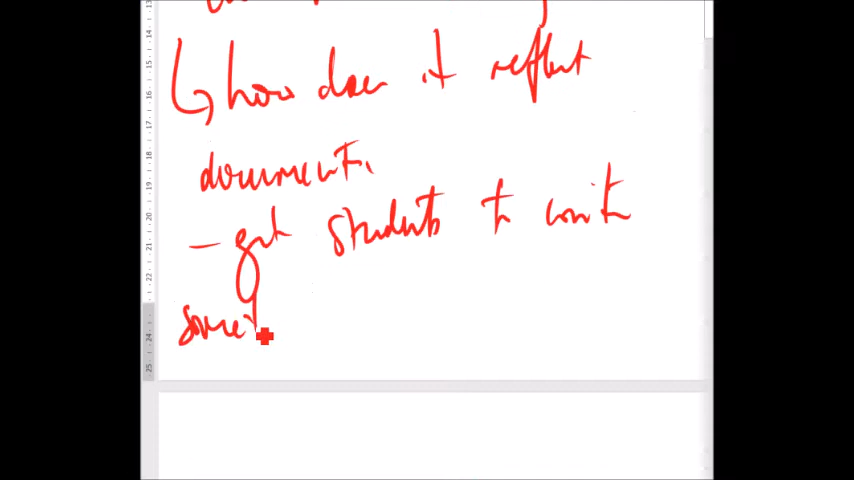 ↳ how does it reflect
document.
- get students to write
some